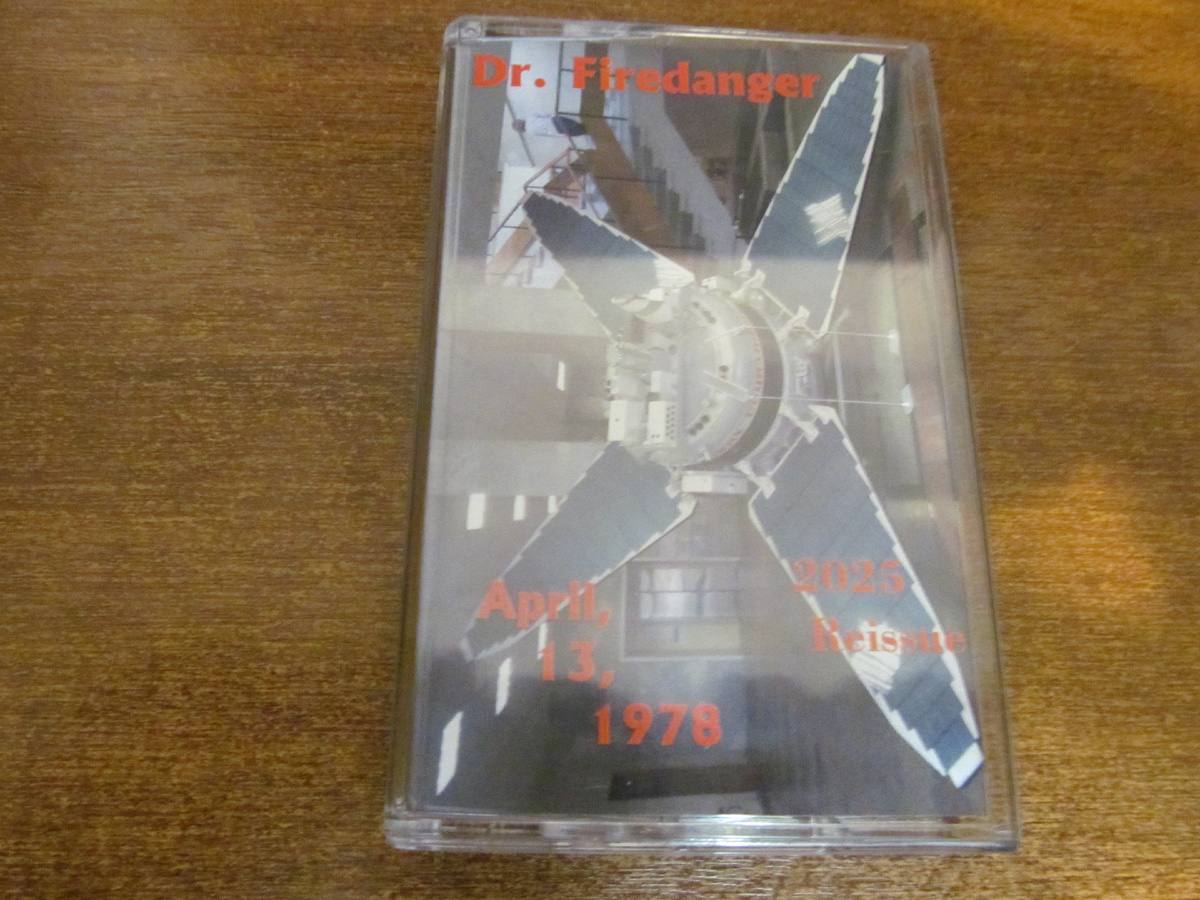 Dr. Firedanger
April,
13,
1978
2025
Reissue